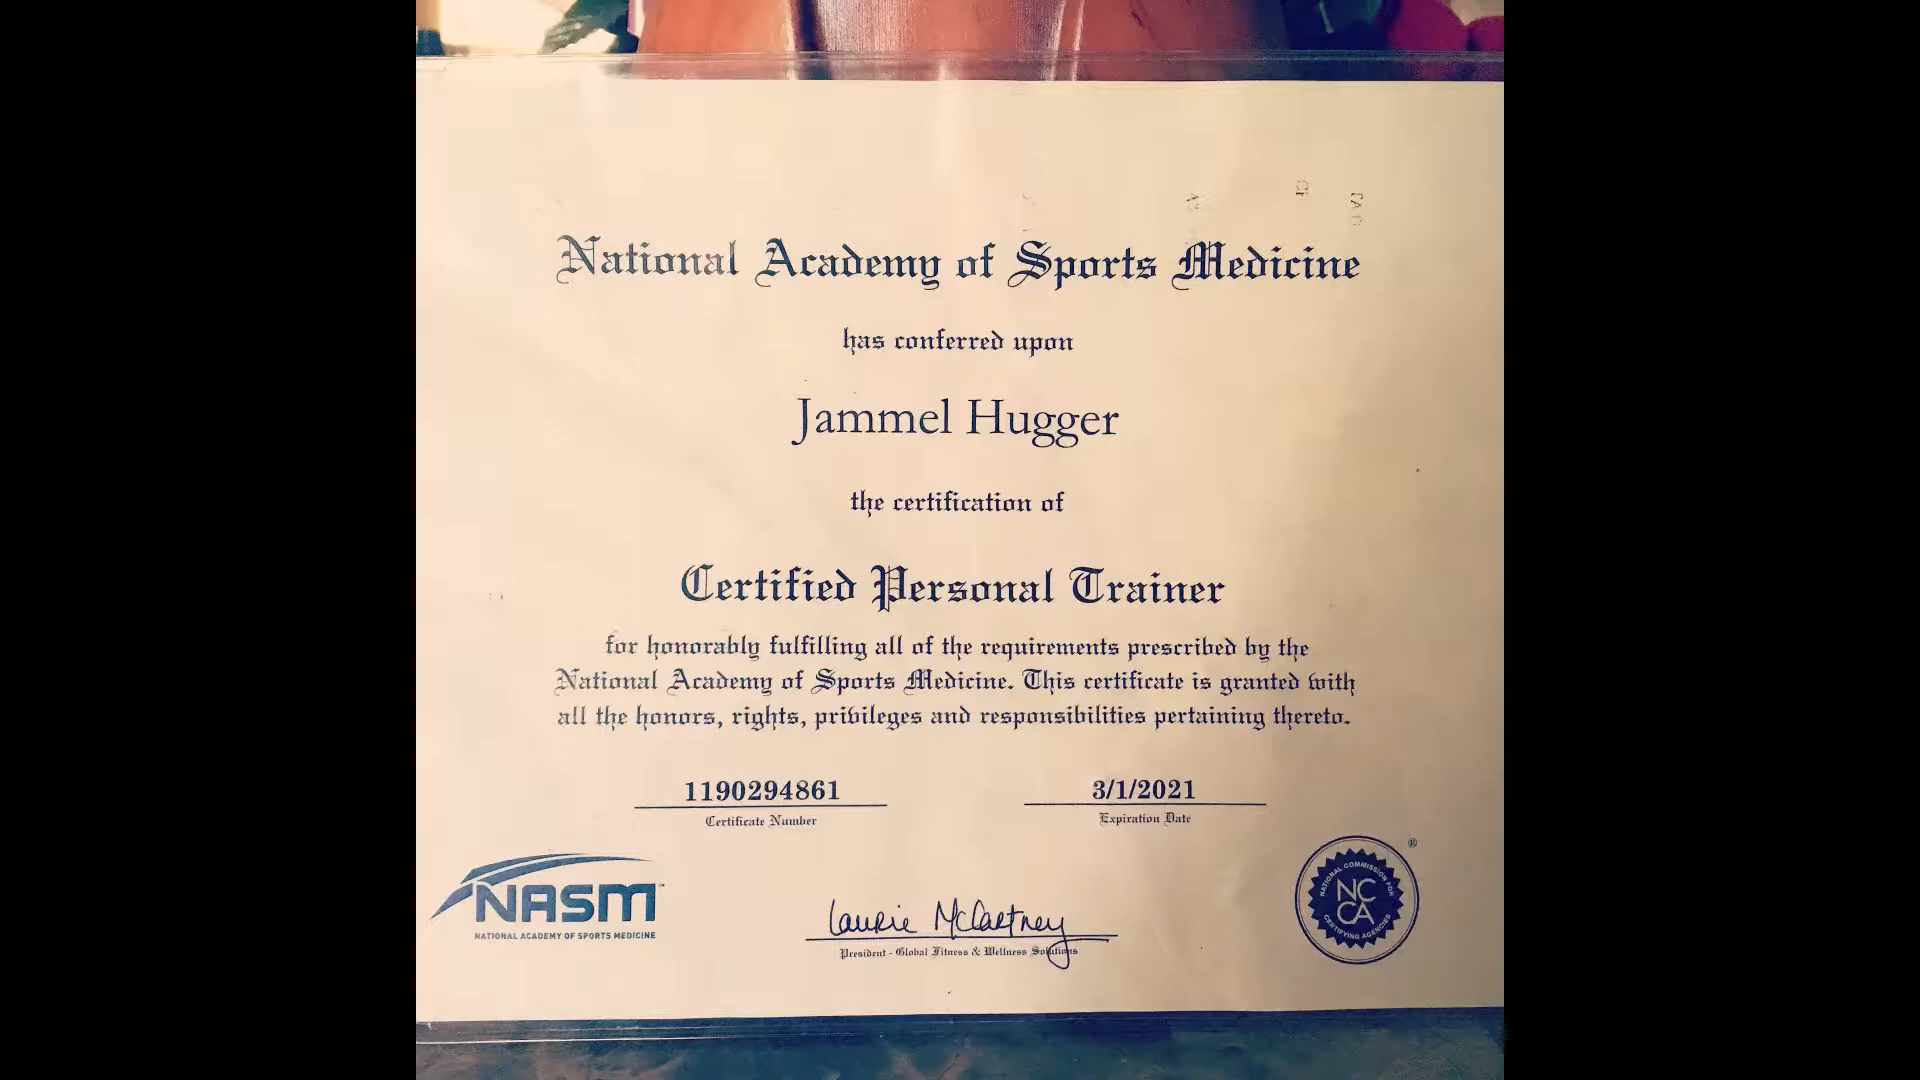 National Academy of Sports Medicine
has conferred upon
Jammel Hugger
the certification of
Certified Personal Trainer
for honorably fulfilling all of the requirements prescribed by the
National Academy of Sports Medicine. This certificate is granted with
all the honors, rights, privileges and responsibilities pertaining thereto.
1190294861
Certificate Number
3/1/2021
Expiration Date
NASM™
NATIONAL ACADEMY OF SPORTS MEDICINE
Laurie McCartney
President - Global Fitness & Wellness Solutions
®
NATIONAL COMMISSION FOR
NC
CA
CERTIFYING AGENCIES